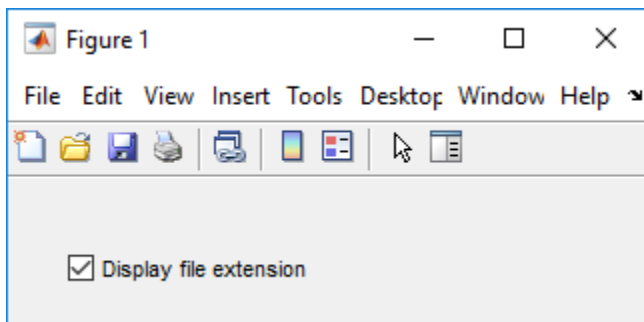 Figure 1
File Edit View Insert Tools Desktop Window Help
Display file extension